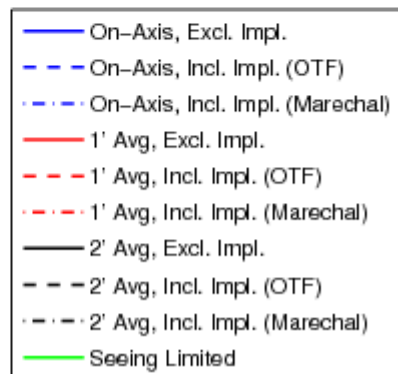 On-Axis, Excl. Impl.
On-Axis, Incl. Impl. (OTF)
On-Axis, Incl. Impl. (Marechal)
1' Avg, Excl. Impl.
1' Avg, Incl. Impl. (OTF)
1' Avg, Incl. Impl. (Marechal)
2' Avg, Excl. Impl.
2' Avg, Incl. Impl. (OTF)
2' Avg, Incl. Impl. (Marechal)
Seeing Limited